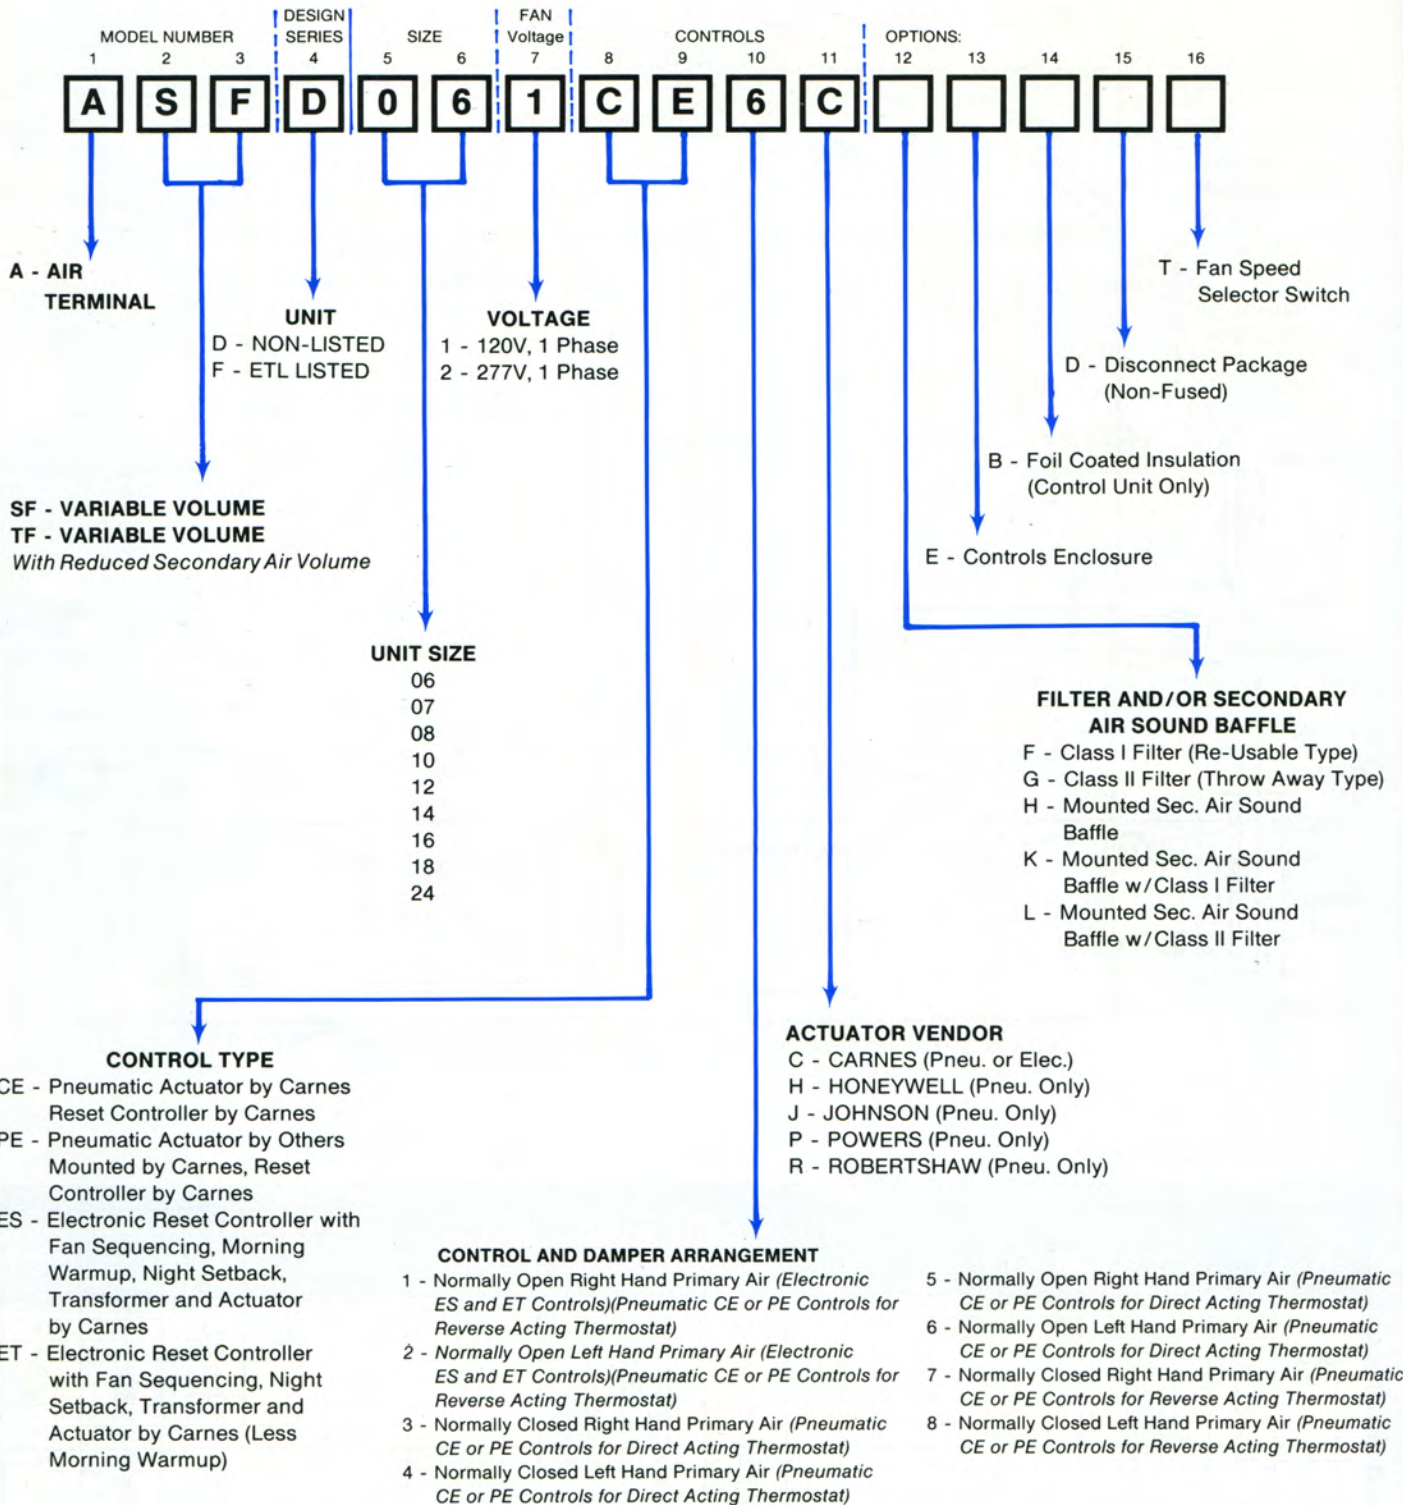 MODEL NUMBER
DESIGN
SERIES
SIZE
FAN
Voltage
CONTROLS
OPTIONS:
1 2 3 4 5 6 7 8 9 10 11 12 13 14 15 16
A S F D 0 6 1 C E 6 C
A - AIR
TERMINAL
UNIT
D - NON-LISTED
F - ETL LISTED
VOLTAGE
1 - 120V, 1 Phase
2 - 277V, 1 Phase
T - Fan Speed
Selector Switch
D - Disconnect Package
(Non-Fused)
B - Foil Coated Insulation
(Control Unit Only)
E - Controls Enclosure
SF - VARIABLE VOLUME
TF - VARIABLE VOLUME
With Reduced Secondary Air Volume
UNIT SIZE
06
07
08
10
12
14
16
18
24
FILTER AND/OR SECONDARY
AIR SOUND BAFFLE
F - Class I Filter (Re-Usable Type)
G - Class II Filter (Throw Away Type)
H - Mounted Sec. Air Sound
Baffle
K - Mounted Sec. Air Sound
Baffle w/Class I Filter
L - Mounted Sec. Air Sound
Baffle w/Class II Filter
CONTROL TYPE
CE - Pneumatic Actuator by Carnes
Reset Controller by Carnes
PE - Pneumatic Actuator by Others
Mounted by Carnes, Reset
Controller by Carnes
ES - Electronic Reset Controller with
Fan Sequencing, Morning
Warmup, Night Setback,
Transformer and Actuator
by Carnes
ET - Electronic Reset Controller
with Fan Sequencing, Night
Setback, Transformer and
Actuator by Carnes (Less
Morning Warmup)
ACTUATOR VENDOR
C - CARNES (Pneu. or Elec.)
H - HONEYWELL (Pneu. Only)
J - JOHNSON (Pneu. Only)
P - POWERS (Pneu. Only)
R - ROBERTSHAW (Pneu. Only)
CONTROL AND DAMPER ARRANGEMENT
1 - Normally Open Right Hand Primary Air (Electronic
ES and ET Controls)(Pneumatic CE or PE Controls for
Reverse Acting Thermostat)
2 - Normally Open Left Hand Primary Air (Electronic
ES and ET Controls)(Pneumatic CE or PE Controls for
Reverse Acting Thermostat)
3 - Normally Closed Right Hand Primary Air (Pneumatic
CE or PE Controls for Direct Acting Thermostat)
4 - Normally Closed Left Hand Primary Air (Pneumatic
CE or PE Controls for Direct Acting Thermostat)
5 - Normally Open Right Hand Primary Air (Pneumatic
CE or PE Controls for Direct Acting Thermostat)
6 - Normally Open Left Hand Primary Air (Pneumatic
CE or PE Controls for Direct Acting Thermostat)
7 - Normally Closed Right Hand Primary Air (Pneumatic
CE or PE Controls for Reverse Acting Thermostat)
8 - Normally Closed Left Hand Primary Air (Pneumatic
CE or PE Controls for Reverse Acting Thermostat)